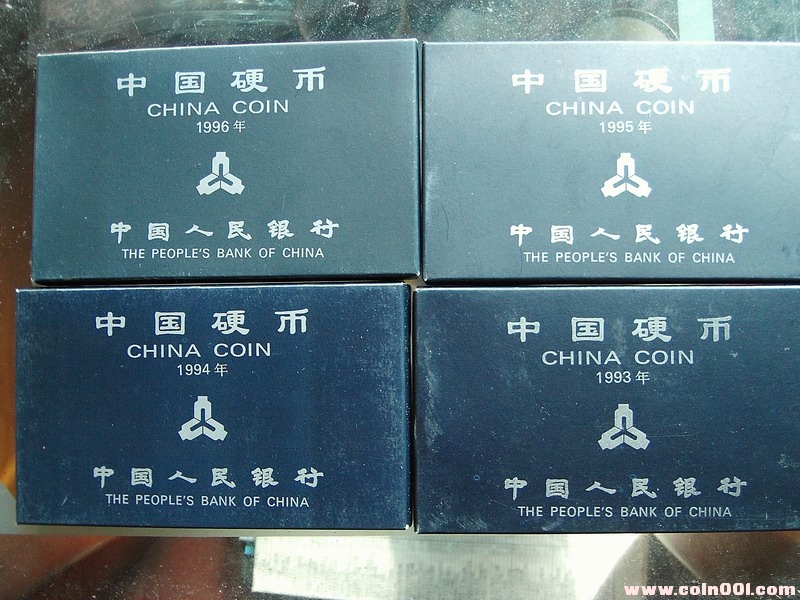 中国硬币
CHINA COIN
1996年
中国人民银行
THE PEOPLE'S BANK OF CHINA
中国硬币
CHINA COIN
1995年
中国人民银行
THE PEOPLE'S BANK OF CHINA
中国硬币
CHINA COIN
1994年
中国人民银行
THE PEOPLE'S BANK OF CHINA
中国硬币
CHINA COIN
1993年
中国人民银行
THE PEOPLE'S BANK OF CHINA
www.coin001.com